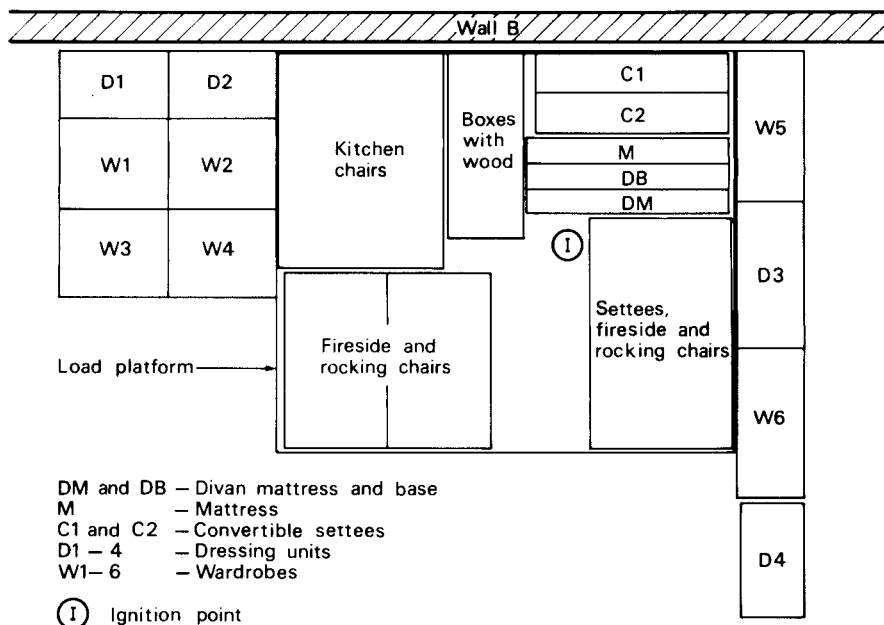 Wall B
D1
D2
C1
C2
W5
Kitchen
chairs
Boxes
with
wood
W1
W2
M
DB
DM
W3
W4
I
D3
Settees,
fireside and
rocking chairs
Fireside and
rocking chairs
Load platform
W6
DM and DB – Divan mattress and base
M – Mattress
C1 and C2 – Convertible settees
D1 – 4 – Dressing units
W1– 6 – Wardrobes
D4
I Ignition point